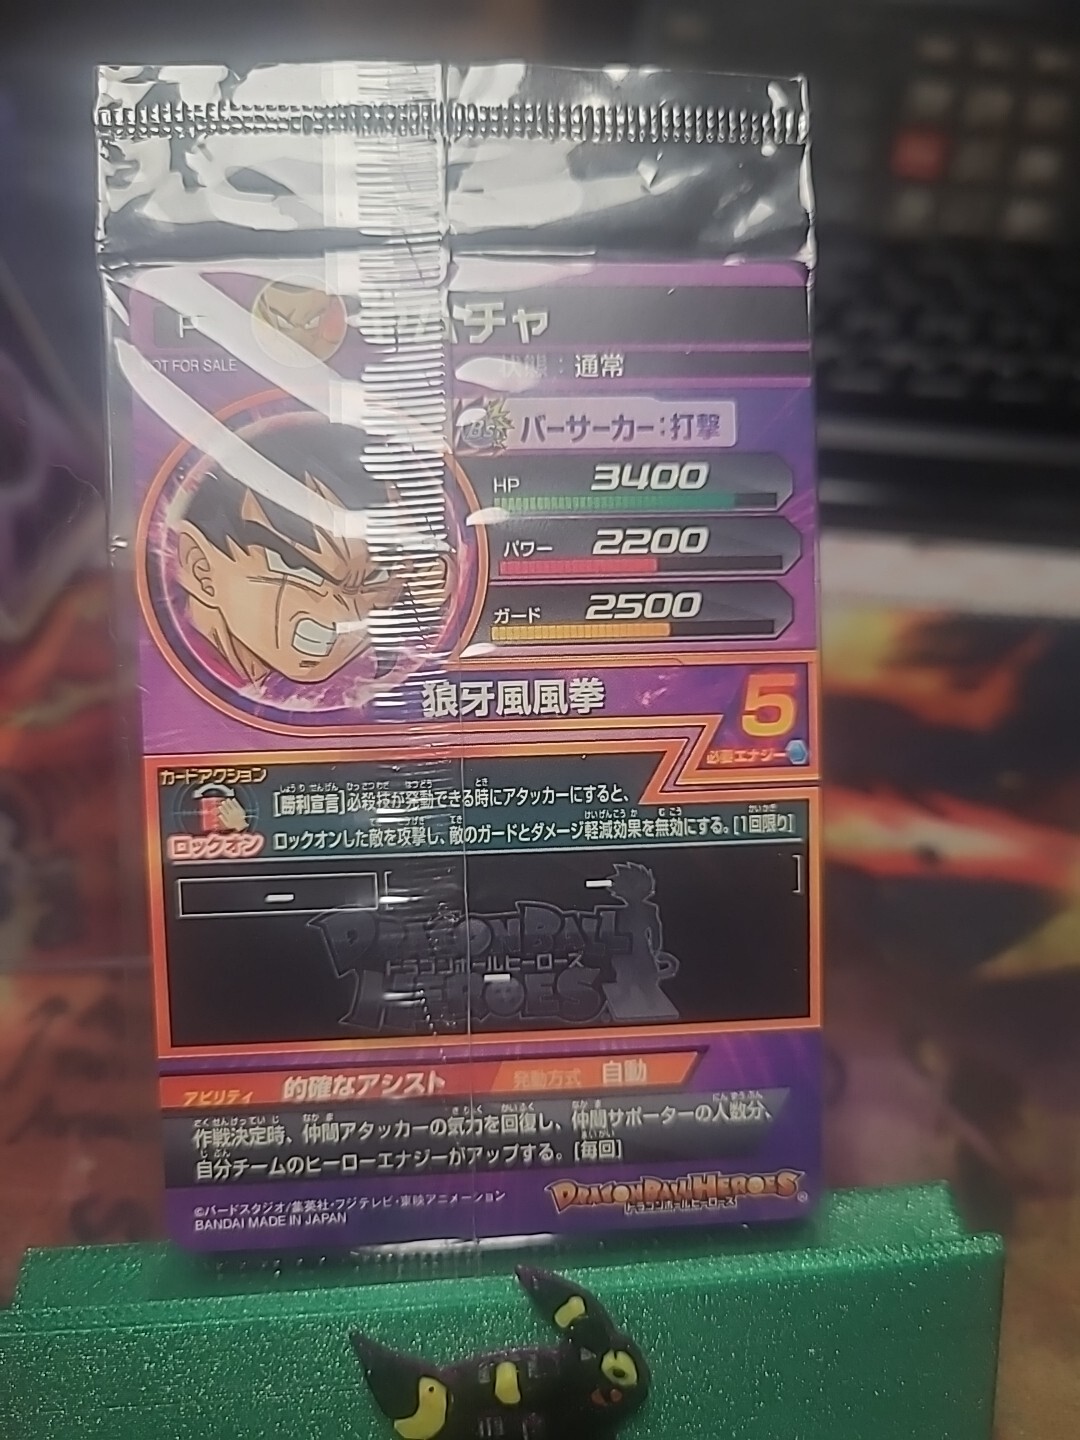 P
ムチャ
NOT FOR SALE
状態：通常
バーサーカー：打撃
HP 3400
パワー 2200
ガード 2500
狼牙風風拳
5
必要エナジー
カードアクション
ロックオン
[勝利宣言]必殺技が発動できる時にアタッカーにすると、
ロックオンした敵を攻撃し、敵のガードとダメージ軽減効果を無効にする。[1回限り]
DRAGON BALL
ドラゴンボールヒーローズ
HEROES
アビリティ 的確なアシスト 発動方式 自動
作戦決定時、仲間アタッカーの気力を回復し、仲間サポーターの人数分、
自分チームのヒーローエナジーがアップする。[毎回]
©バードスタジオ/集英社・フジテレビ・東映アニメーション
BANDAI MADE IN JAPAN
DRAGON BALL HEROES
ドラゴンボールヒーローズ